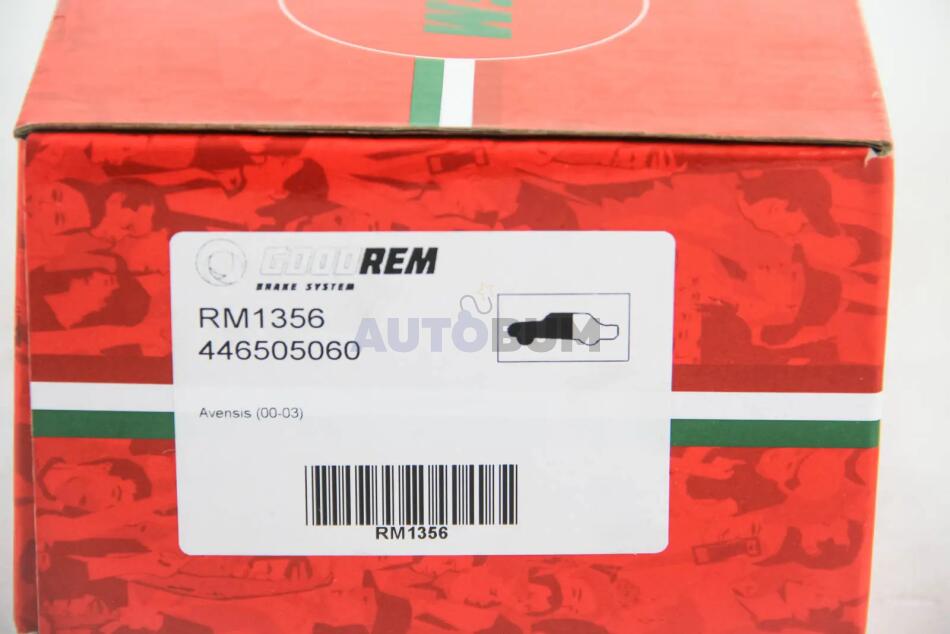 GOODREM
BRAKE SYSTEM
RM1356
446505060
AUTOBUM
Avensis (00-03)
RM1356